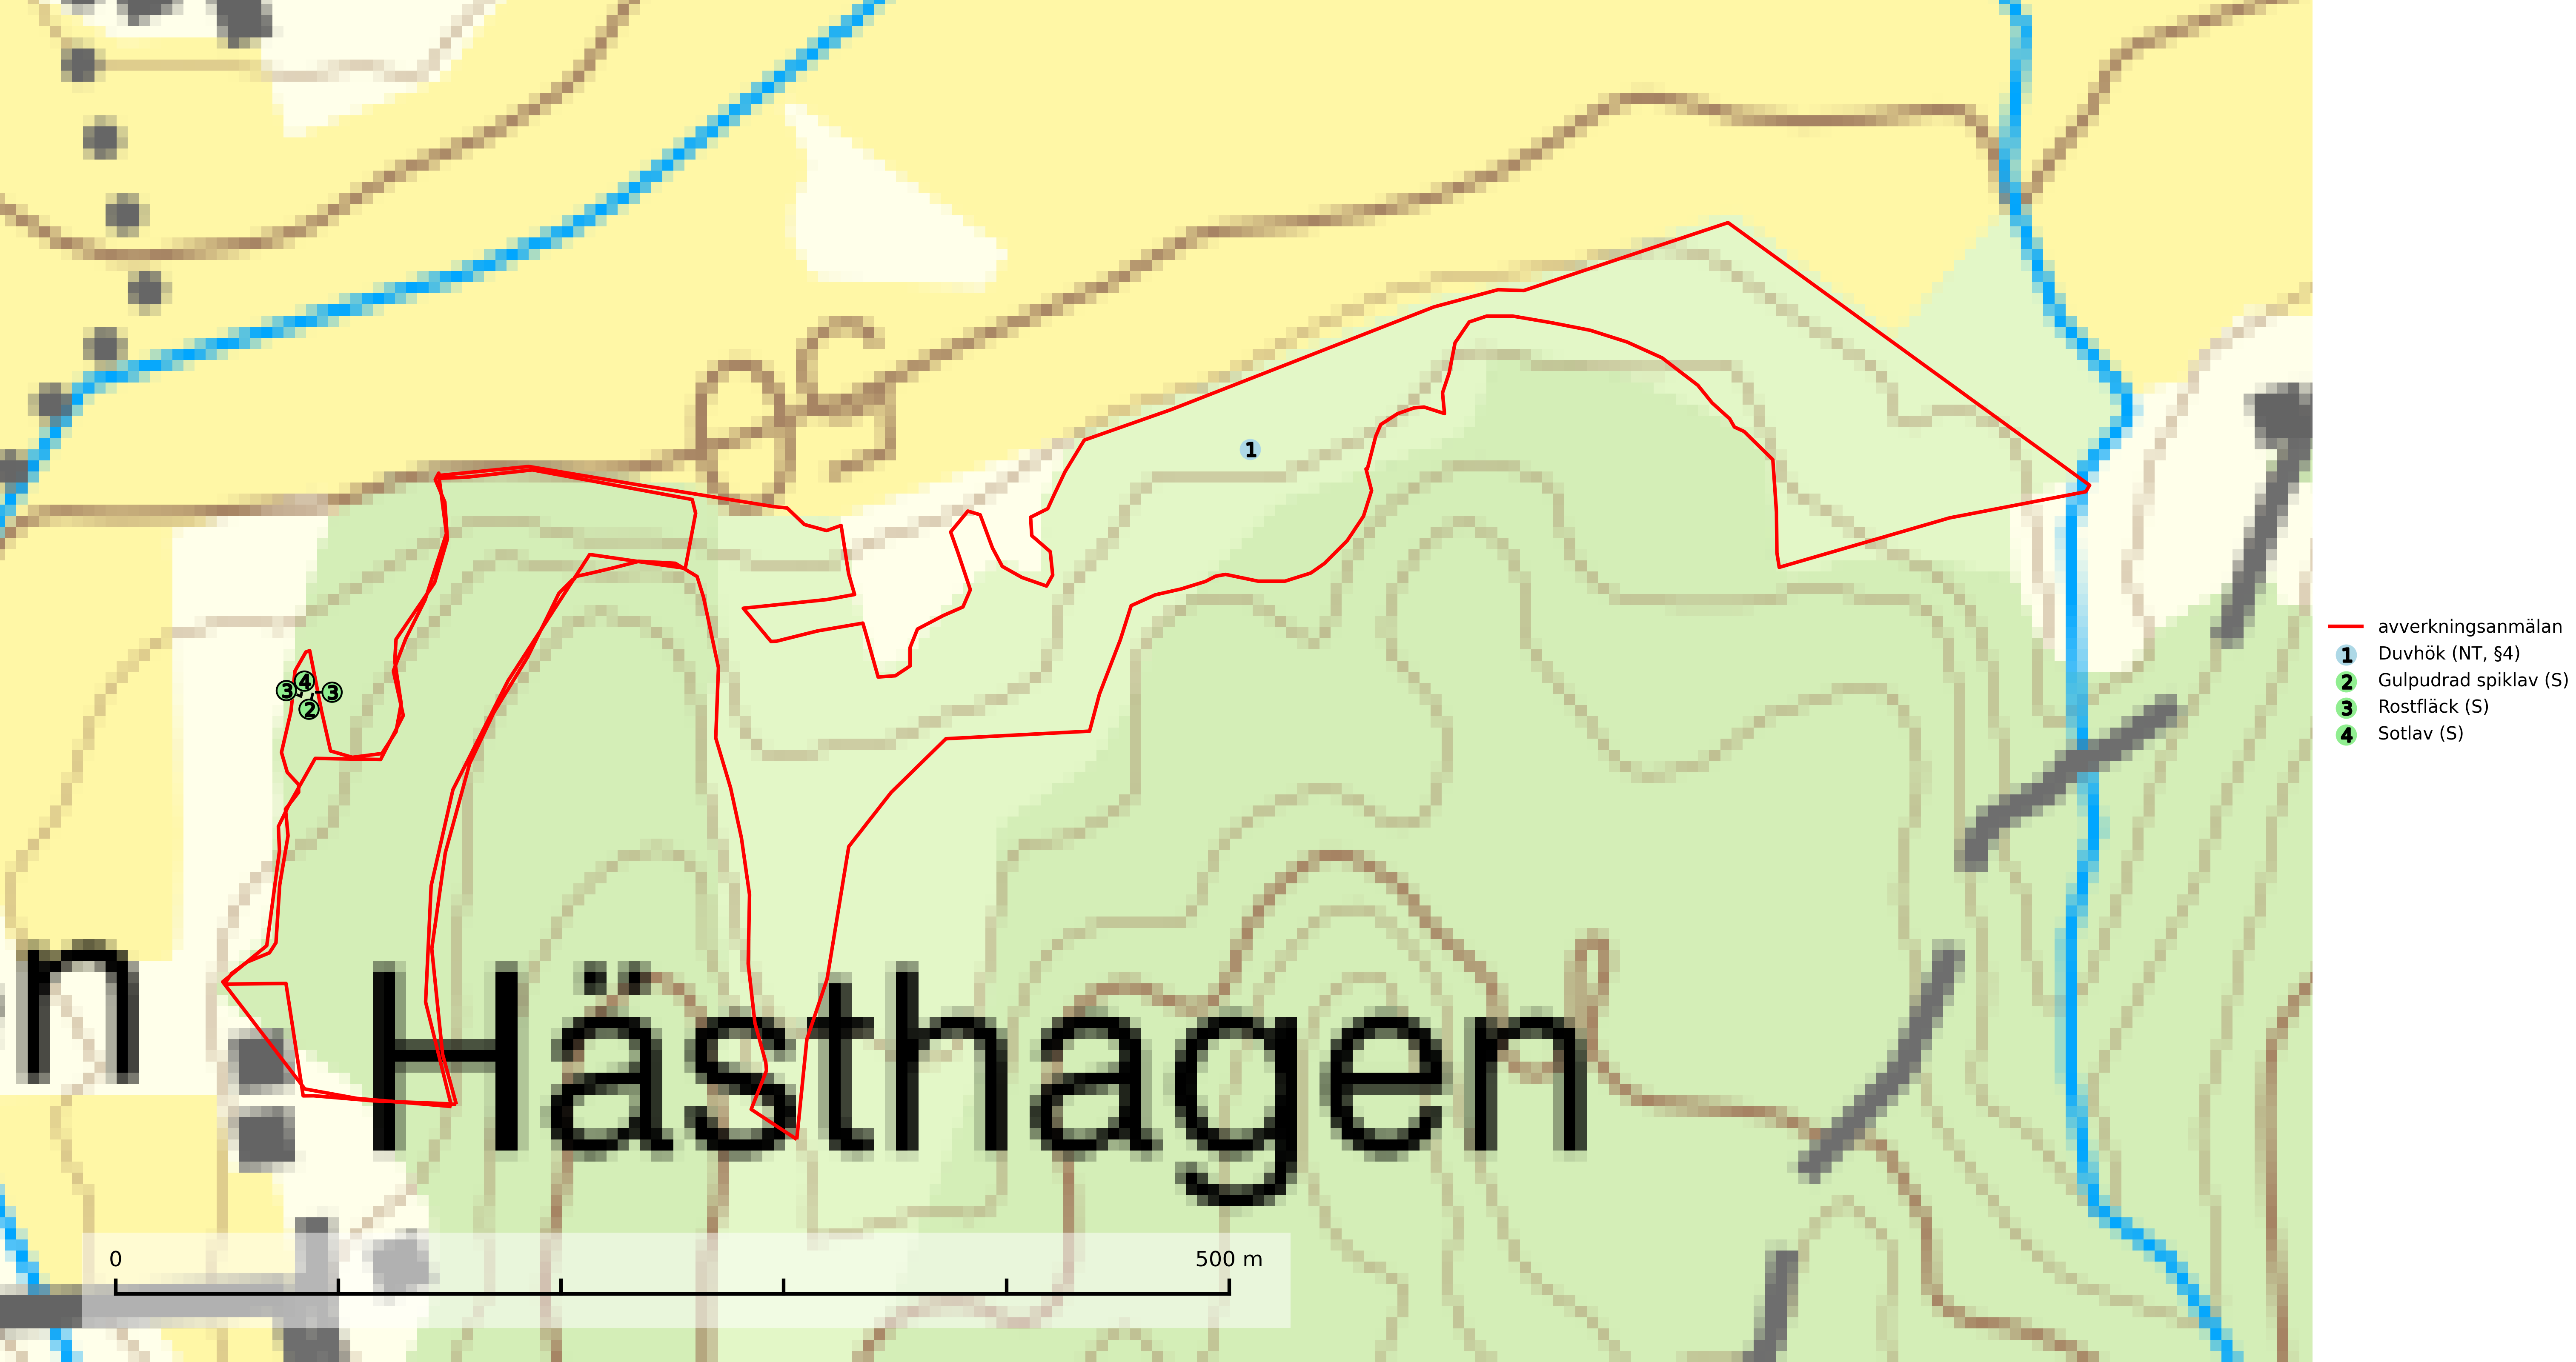 85
1
4
3
3
2
n
Hästhagen
0
500 m
avverkningsanmälan
1 Duvhök (NT, §4)
2 Gulpudrad spiklav (S)
3 Rostfläck (S)
4 Sotlav (S)